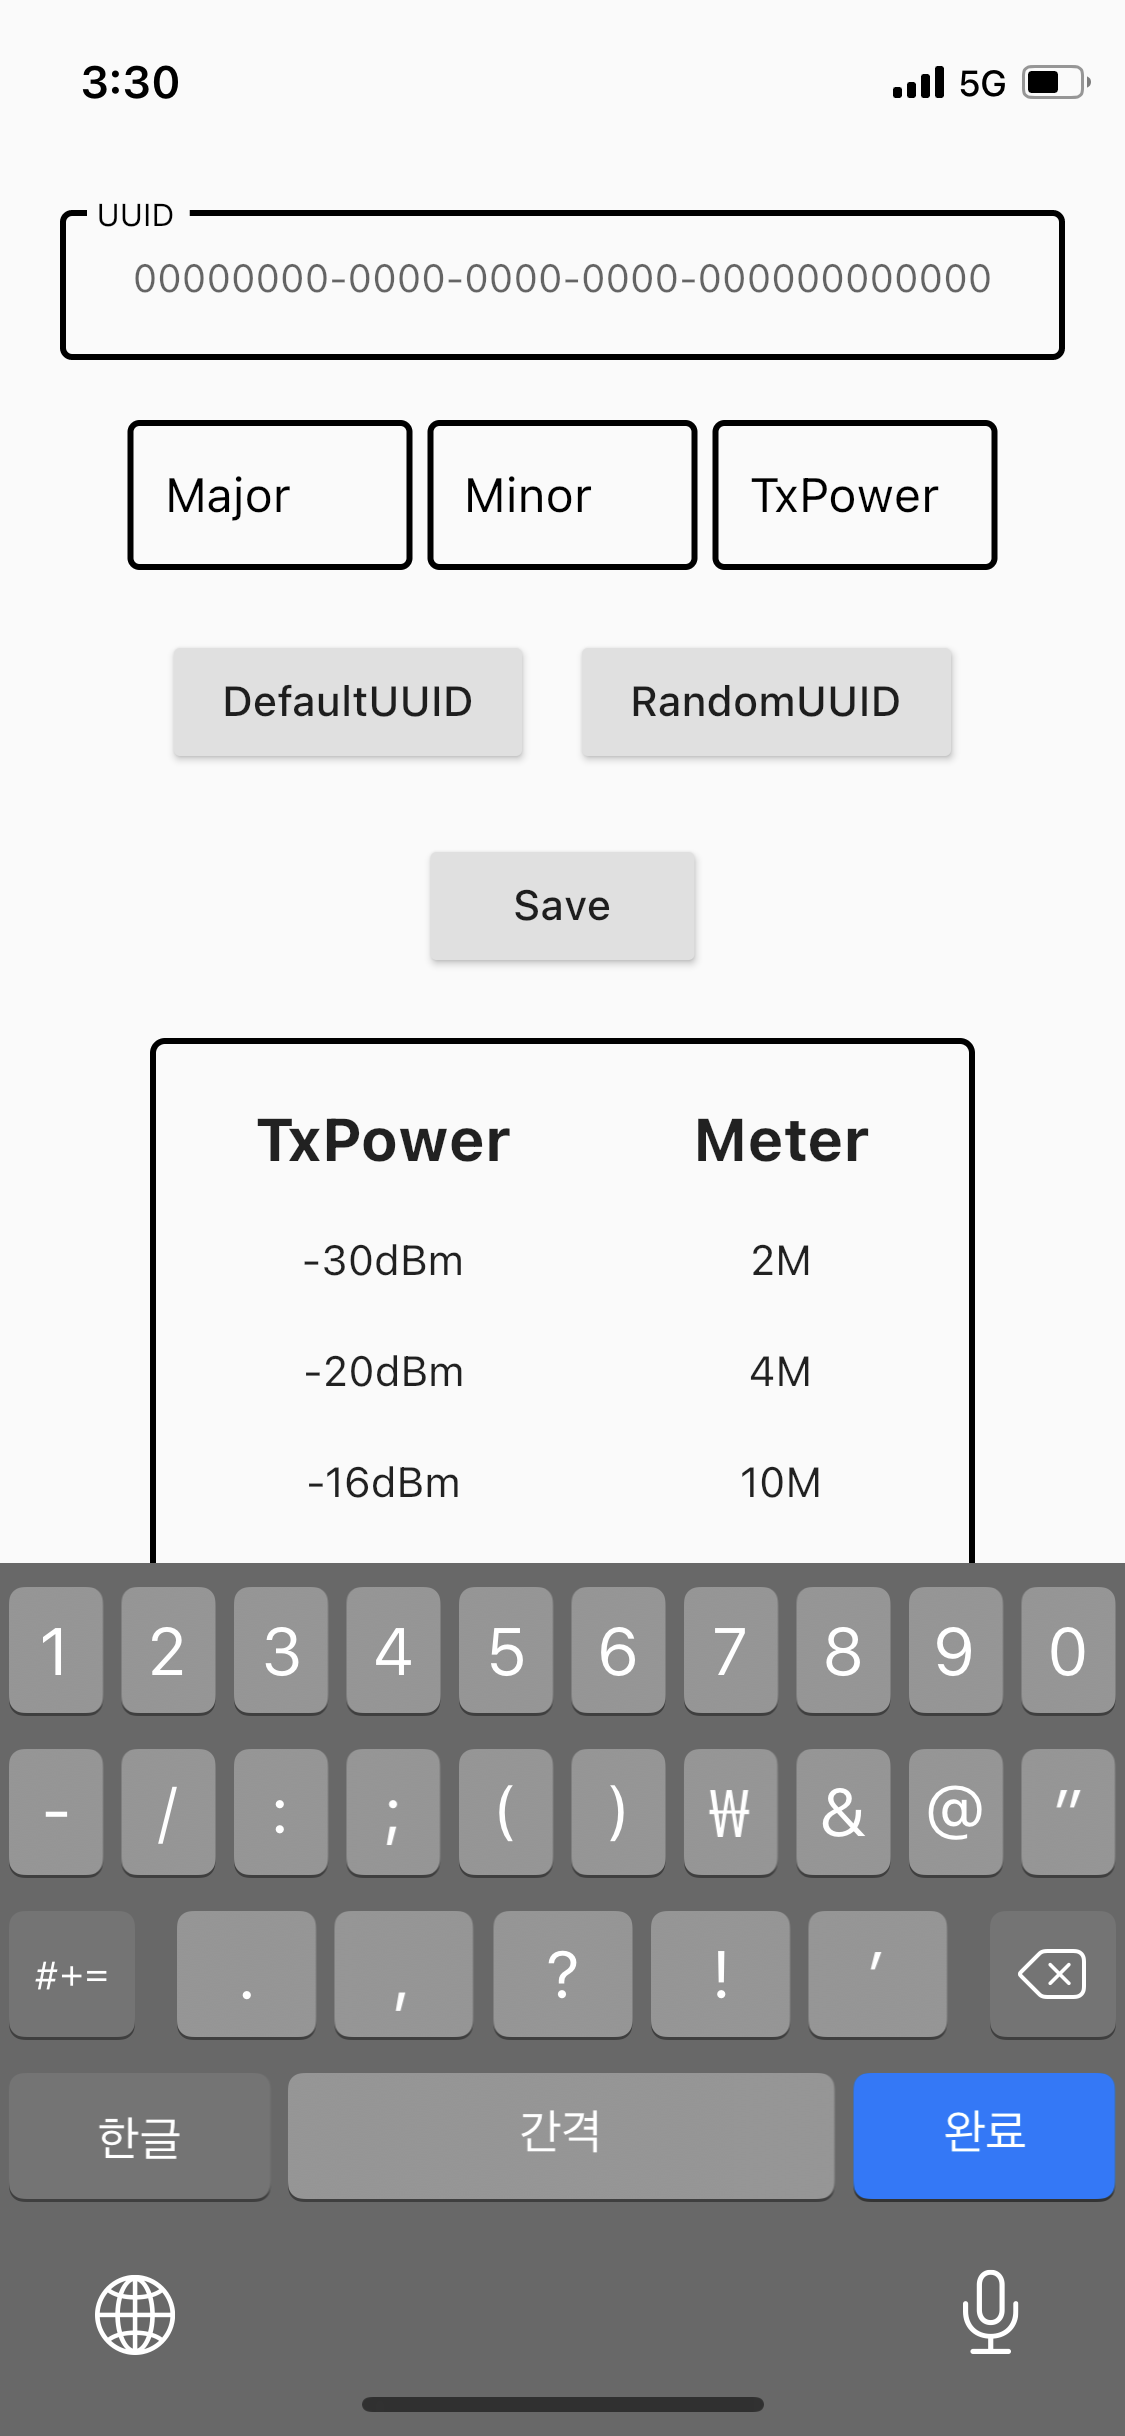 3:30 5G
UUID
00000000-0000-0000-0000-000000000000
Major Minor TxPower
DefaultUUID RandomUUID
Save
TxPower Meter
-30dBm 2M
-20dBm 4M
-16dBm 10M
1 2 3 4 5 6 7 8 9 0
- / : ; ( ) ₩ & @ "
#+= . , ? ! '
한글 간격 완료